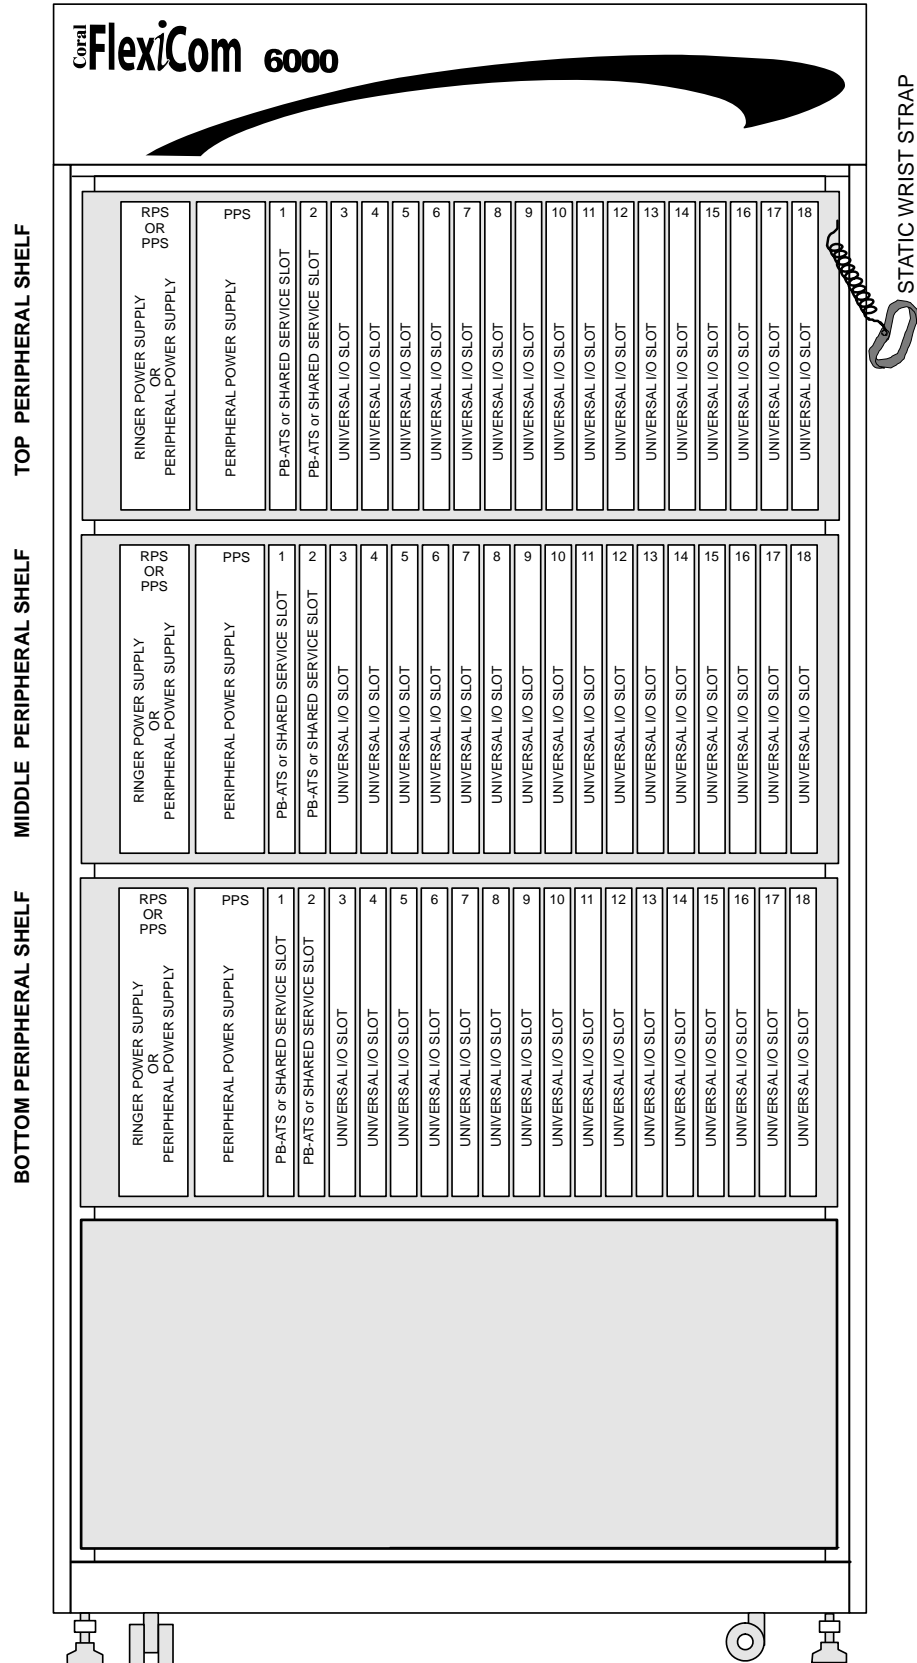 Coral
FlexiCom 6000
STATIC WRIST STRAP
TOP PERIPHERAL SHELF
RPS
OR
PPS
RINGER POWER SUPPLY
OR
PERIPHERAL POWER SUPPLY
PPS
PERIPHERAL POWER SUPPLY
1
PB-ATS or SHARED SERVICE SLOT
2
PB-ATS or SHARED SERVICE SLOT
3
UNIVERSAL I/O SLOT
4
UNIVERSAL I/O SLOT
5
UNIVERSAL I/O SLOT
6
UNIVERSAL I/O SLOT
7
UNIVERSAL I/O SLOT
8
UNIVERSAL I/O SLOT
9
UNIVERSAL I/O SLOT
10
UNIVERSAL I/O SLOT
11
UNIVERSAL I/O SLOT
12
UNIVERSAL I/O SLOT
13
UNIVERSAL I/O SLOT
14
UNIVERSAL I/O SLOT
15
UNIVERSAL I/O SLOT
16
UNIVERSAL I/O SLOT
17
UNIVERSAL I/O SLOT
18
UNIVERSAL I/O SLOT
MIDDLE PERIPHERAL SHELF
RPS
OR
PPS
RINGER POWER SUPPLY
OR
PERIPHERAL POWER SUPPLY
PPS
PERIPHERAL POWER SUPPLY
1
PB-ATS or SHARED SERVICE SLOT
2
PB-ATS or SHARED SERVICE SLOT
3
UNIVERSAL I/O SLOT
4
UNIVERSAL I/O SLOT
5
UNIVERSAL I/O SLOT
6
UNIVERSAL I/O SLOT
7
UNIVERSAL I/O SLOT
8
UNIVERSAL I/O SLOT
9
UNIVERSAL I/O SLOT
10
UNIVERSAL I/O SLOT
11
UNIVERSAL I/O SLOT
12
UNIVERSAL I/O SLOT
13
UNIVERSAL I/O SLOT
14
UNIVERSAL I/O SLOT
15
UNIVERSAL I/O SLOT
16
UNIVERSAL I/O SLOT
17
UNIVERSAL I/O SLOT
18
UNIVERSAL I/O SLOT
BOTTOM PERIPHERAL SHELF
RPS
OR
PPS
RINGER POWER SUPPLY
OR
PERIPHERAL POWER SUPPLY
PPS
PERIPHERAL POWER SUPPLY
1
PB-ATS or SHARED SERVICE SLOT
2
PB-ATS or SHARED SERVICE SLOT
3
UNIVERSAL I/O SLOT
4
UNIVERSAL I/O SLOT
5
UNIVERSAL I/O SLOT
6
UNIVERSAL I/O SLOT
7
UNIVERSAL I/O SLOT
8
UNIVERSAL I/O SLOT
9
UNIVERSAL I/O SLOT
10
UNIVERSAL I/O SLOT
11
UNIVERSAL I/O SLOT
12
UNIVERSAL I/O SLOT
13
UNIVERSAL I/O SLOT
14
UNIVERSAL I/O SLOT
15
UNIVERSAL I/O SLOT
16
UNIVERSAL I/O SLOT
17
UNIVERSAL I/O SLOT
18
UNIVERSAL I/O SLOT